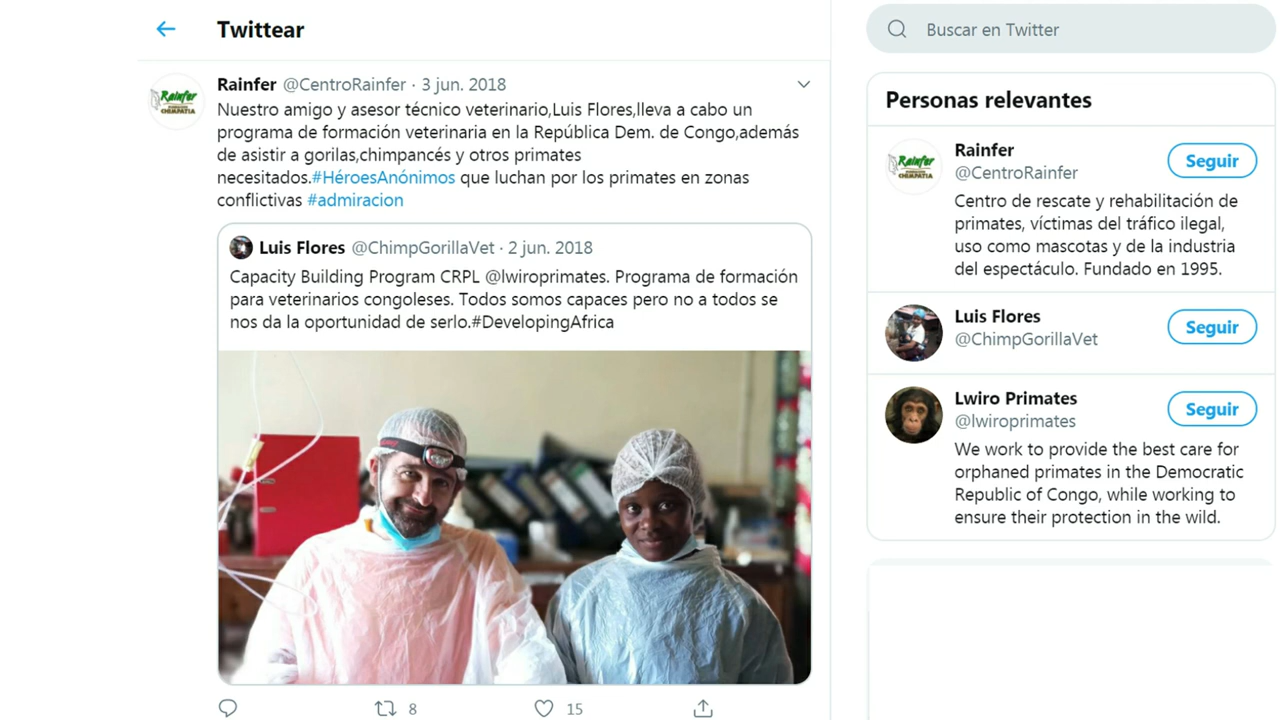 Twittear
Rainfer @CentroRainfer · 3 jun. 2018
Nuestro amigo y asesor técnico veterinario,Luis Flores,lleva a cabo un
programa de formación veterinaria en la República Dem. de Congo,además
de asistir a gorilas,chimpancés y otros primates
necesitados.#HéroesAnónimos que luchan por los primates en zonas
conflictivas #admiracion
Luis Flores @ChimpGorillaVet · 2 jun. 2018
Capacity Building Program CRPL @lwiroprimates. Programa de formación
para veterinarios congoleses. Todos somos capaces pero no a todos se
nos da la oportunidad de serlo.#DevelopingAfrica
8
15
Buscar en Twitter
Personas relevantes
Rainfer
@CentroRainfer
Seguir
Centro de rescate y rehabilitación de
primates, víctimas del tráfico ilegal,
uso como mascotas y de la industria
del espectáculo. Fundado en 1995.
Luis Flores
@ChimpGorillaVet
Seguir
Lwiro Primates
@lwiroprimates
Seguir
We work to provide the best care for
orphaned primates in the Democratic
Republic of Congo, while working to
ensure their protection in the wild.